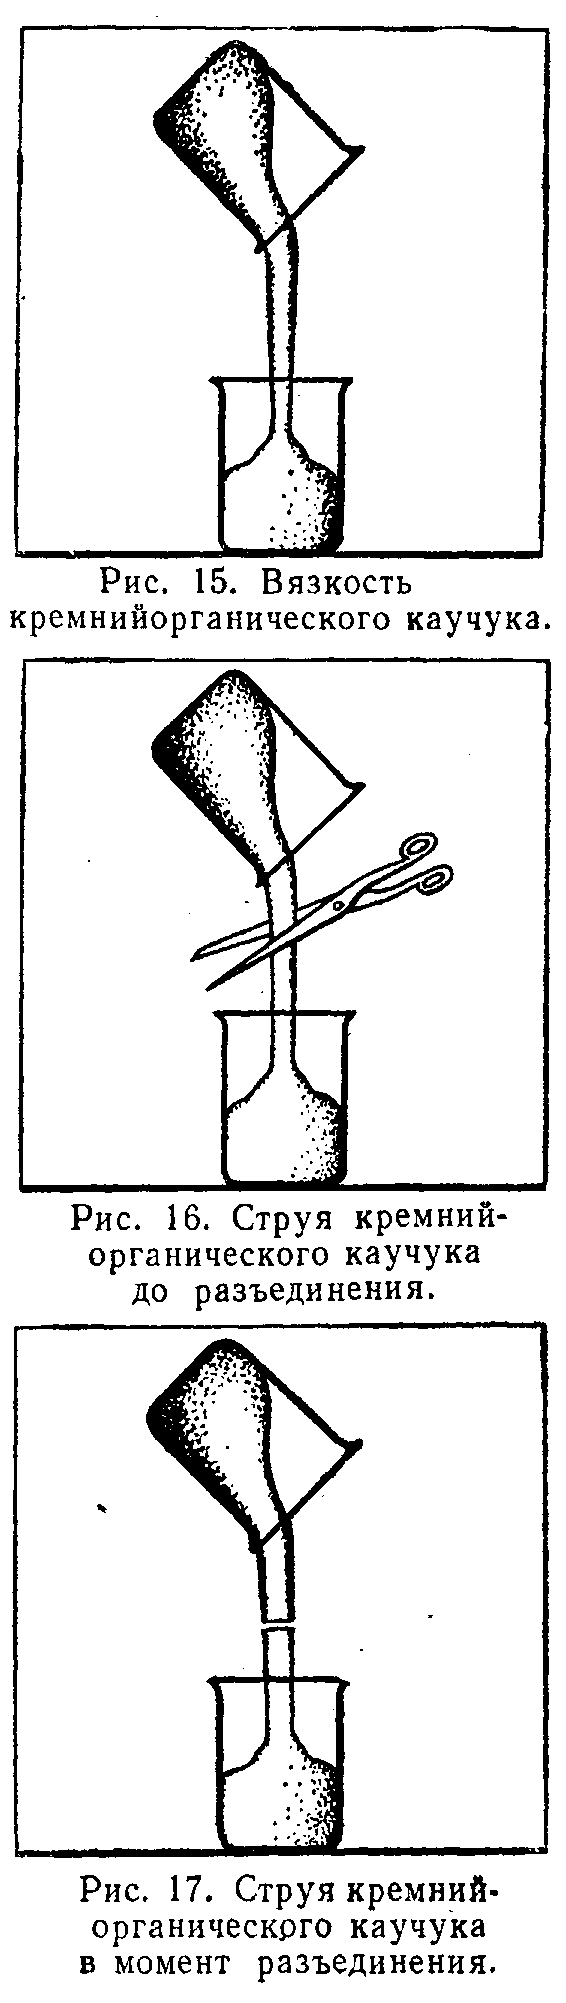 Рис. 15. Вязкость
кремнийорганического каучука.
Рис. 16. Струя кремний-
органического каучука
до разъединения.
Рис. 17. Струя кремний-
органического каучука
в момент разъединения.